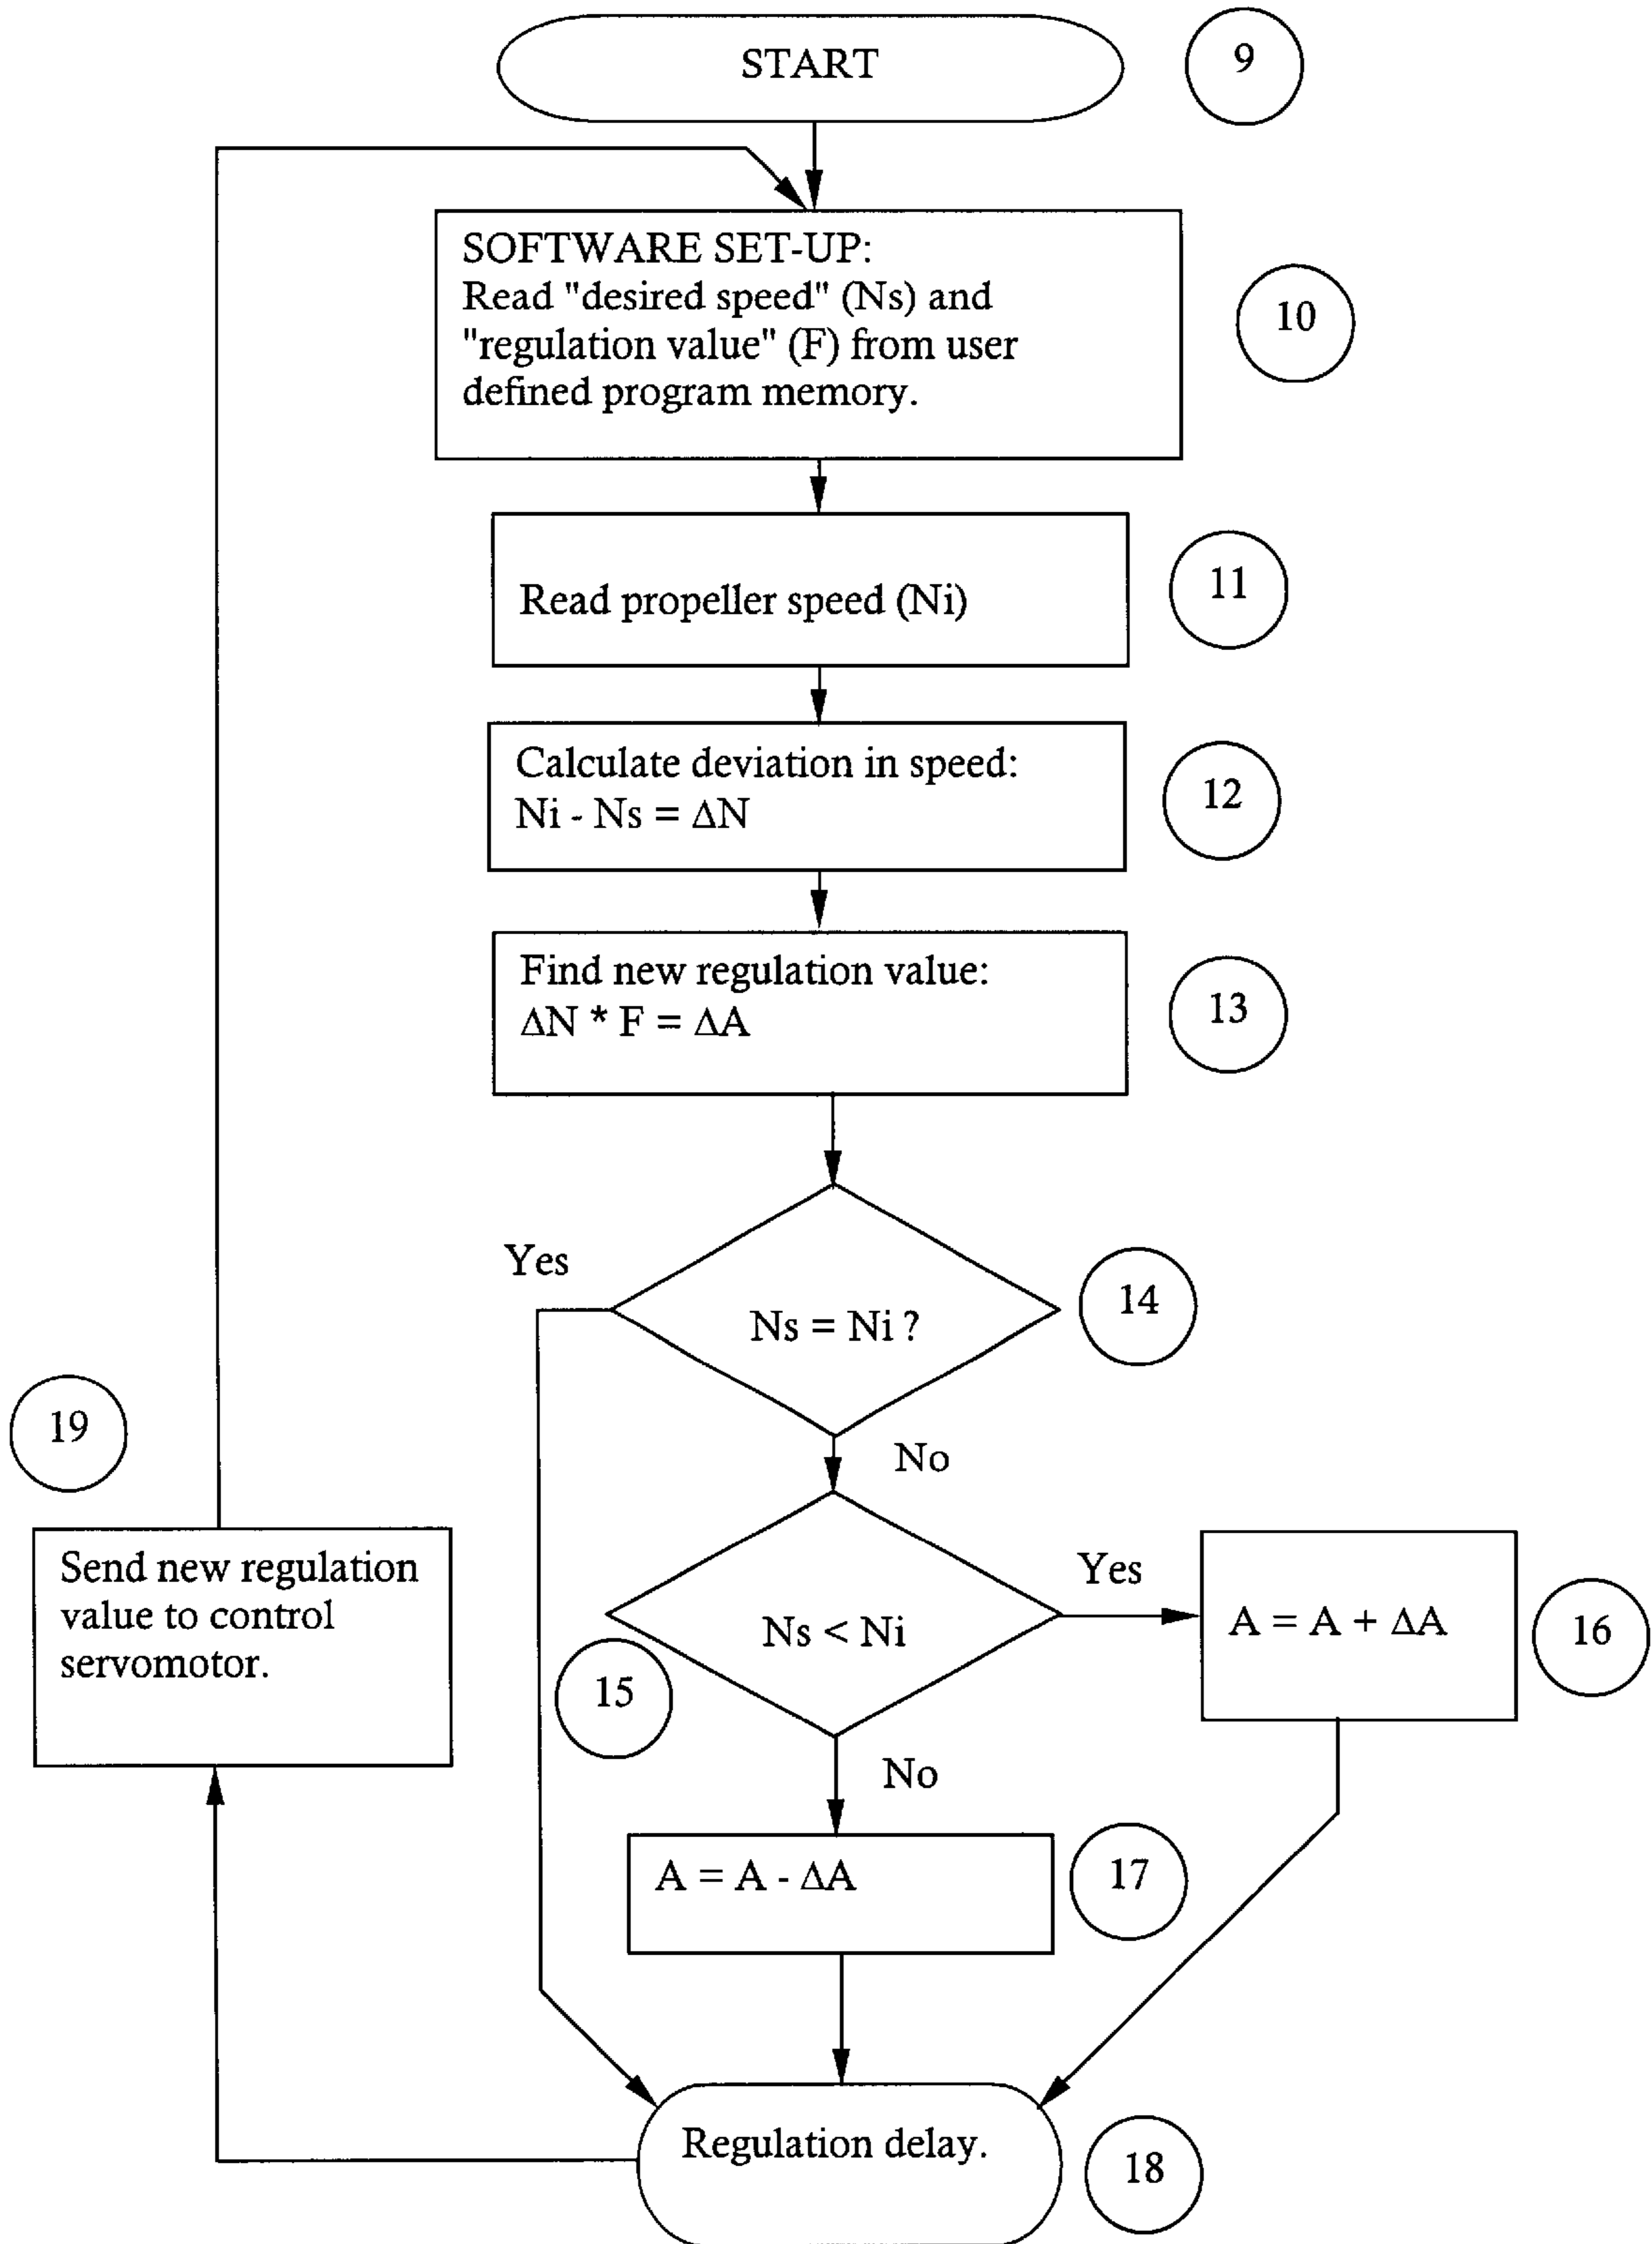 START
9
SOFTWARE SET-UP:
Read "desired speed" (Ns) and
"regulation value" (F) from user
defined program memory.
10
Read propeller speed (Ni)
11
Calculate deviation in speed:
Ni - Ns = ΔN
12
Find new regulation value:
ΔN * F = ΔA
13
Yes
Ns = Ni ?
14
No
19
Send new regulation
value to control
servomotor.
Ns < Ni
15
Yes
A = A + ΔA
16
No
A = A - ΔA
17
Regulation delay.
18